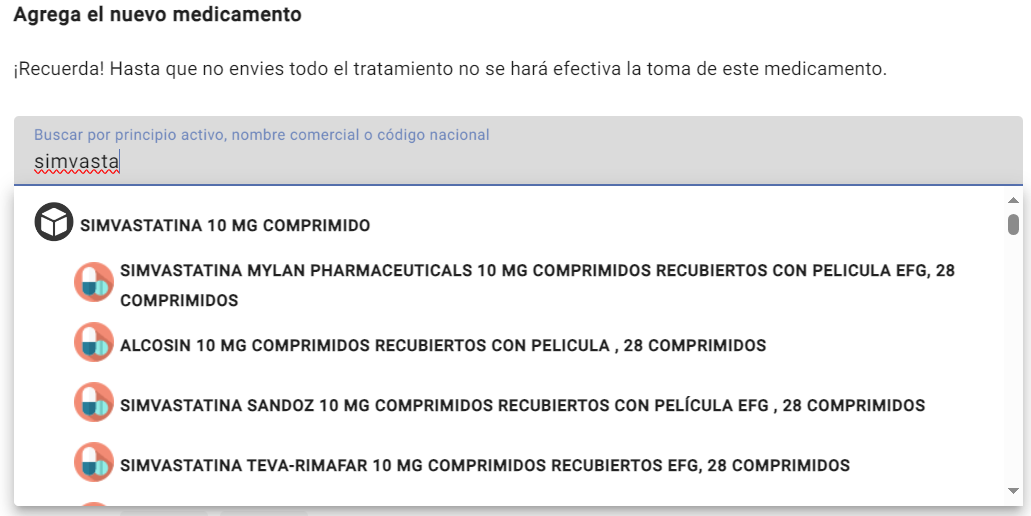 Agrega el nuevo medicamento
¡Recuerda! Hasta que no envies todo el tratamiento no se hará efectiva la toma de este medicamento.
Buscar por principio activo, nombre comercial o código nacional
simvasta
SIMVASTATINA 10 MG COMPRIMIDO
SIMVASTATINA MYLAN PHARMACEUTICALS 10 MG COMPRIMIDOS RECUBIERTOS CON PELICULA EFG, 28
COMPRIMIDOS
ALCOSIN 10 MG COMPRIMIDOS RECUBIERTOS CON PELICULA , 28 COMPRIMIDOS
SIMVASTATINA SANDOZ 10 MG COMPRIMIDOS RECUBIERTOS CON PELÍCULA EFG , 28 COMPRIMIDOS
SIMVASTATINA TEVA-RIMAFAR 10 MG COMPRIMIDOS RECUBIERTOS EFG, 28 COMPRIMIDOS